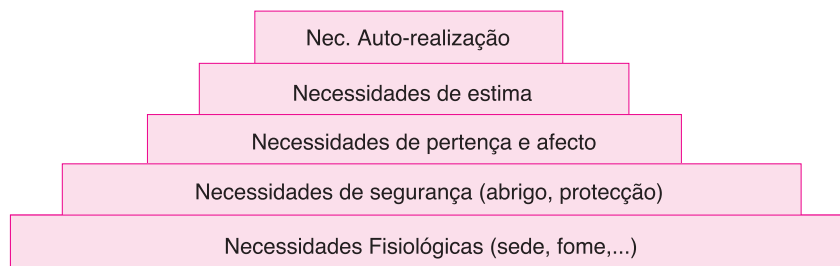 Nec. Auto-realização
Necessidades de estima
Necessidades de pertença e afecto
Necessidades de segurança (abrigo, protecção)
Necessidades Fisiológicas (sede, fome,...)